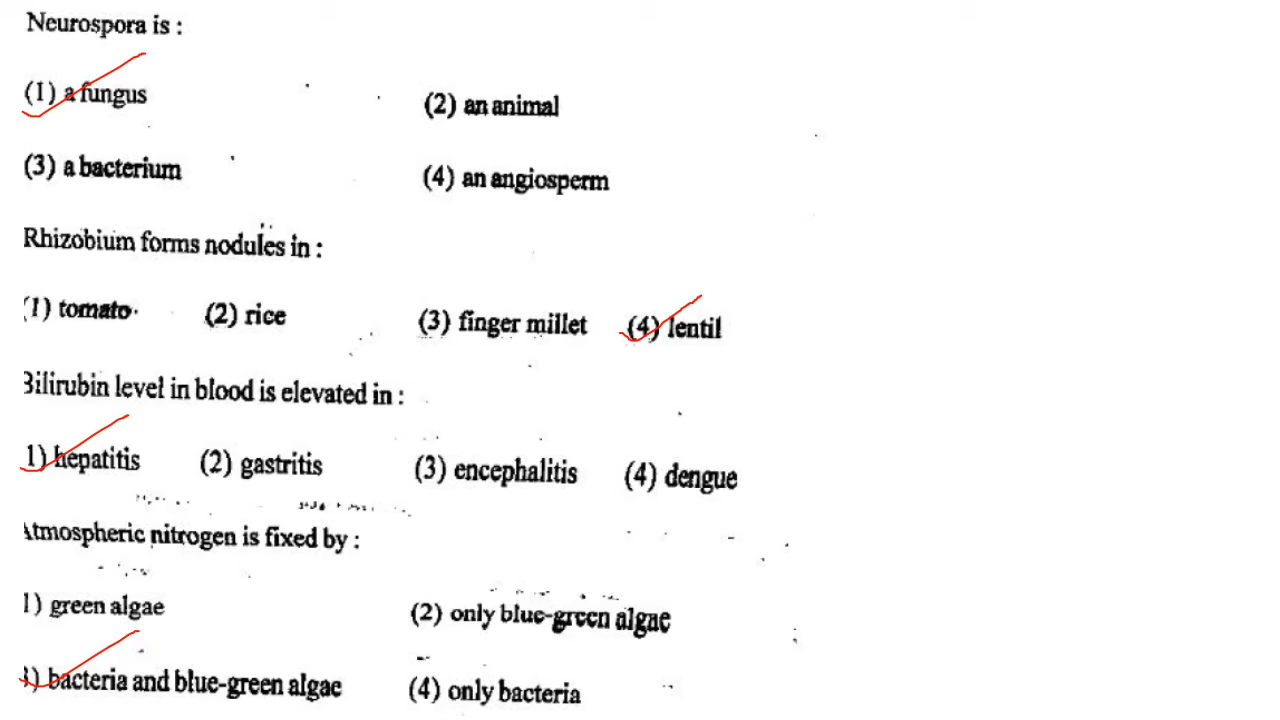 Neurospora is :
(1) a fungus (2) an animal
(3) a bacterium (4) an angiosperm
Rhizobium forms nodules in :
(1) tomato (2) rice (3) finger millet (4) lentil
Bilirubin level in blood is elevated in :
1) hepatitis (2) gastritis (3) encephalitis (4) dengue
Atmospheric nitrogen is fixed by :
1) green algae (2) only blue-green algae
3) bacteria and blue-green algae (4) only bacteria